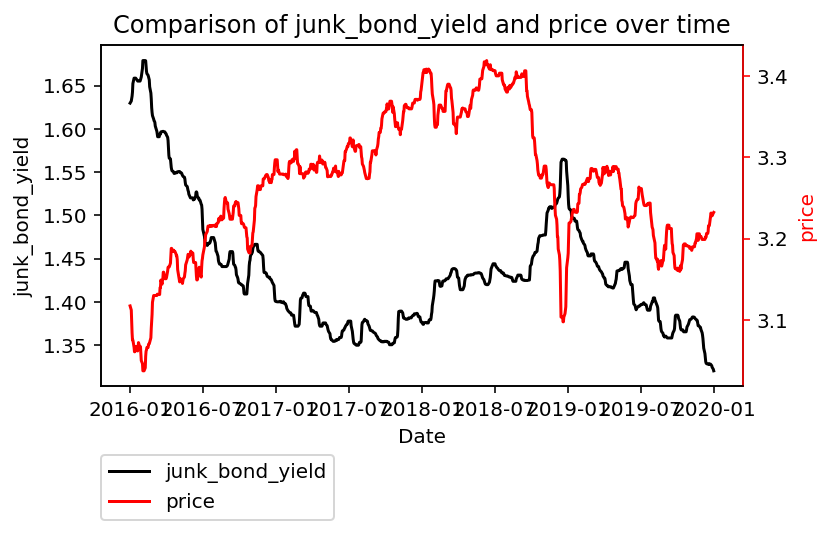 Comparison of junk_bond_yield and price over time
junk_bond_yield
1.65
1.60
1.55
1.50
1.45
1.40
1.35
3.4
3.3
3.2
3.1
price
2016-01 2016-07 2017-01 2017-07 2018-01 2018-07 2019-01 2019-07 2020-01
Date
junk_bond_yield
price